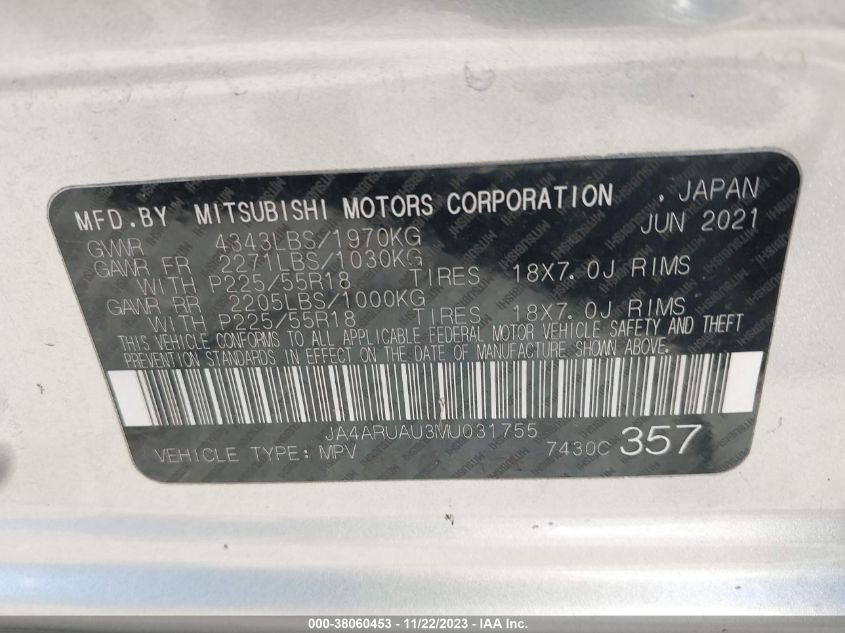 MFD.BY MITSUBISHI MOTORS CORPORATION , JAPAN
JUN 2021
GVWR 4343LBS/1970KG
GAWR FR 2271LBS/1030KG
WITH P225/55R18 TIRES 18X7.0J RIMS
GAWR RR 2205LBS/1000KG
WITH P225/55R18 TIRES 18X7.0J RIMS
THIS VEHICLE CONFORMS TO ALL APPLICABLE FEDERAL MOTOR VEHICLE SAFETY AND THEFT
PREVENTION STANDARDS IN EFFECT ON THE DATE OF MANUFACTURE SHOWN ABOVE.
JA4ARUAU3MU031755
VEHICLE TYPE: MPV 7430C 357
000-38060453 - 11/22/2023 - IAA Inc.